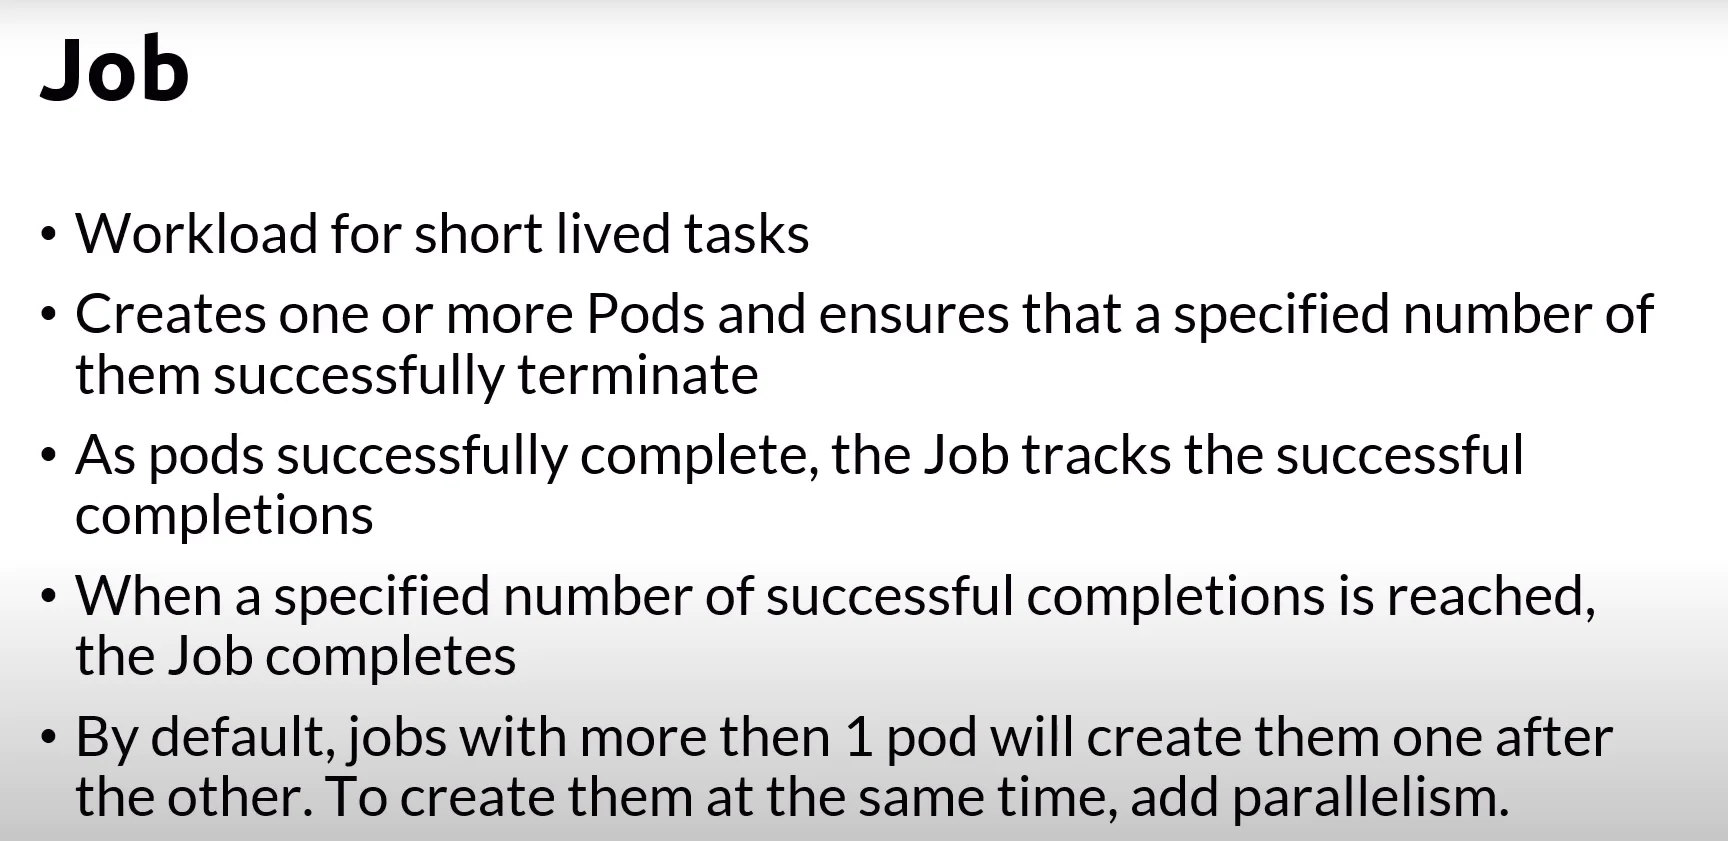 Job
• Workload for short lived tasks
• Creates one or more Pods and ensures that a specified number of
them successfully terminate
• As pods successfully complete, the Job tracks the successful
completions
• When a specified number of successful completions is reached,
the Job completes
• By default, jobs with more then 1 pod will create them one after
the other. To create them at the same time, add parallelism.